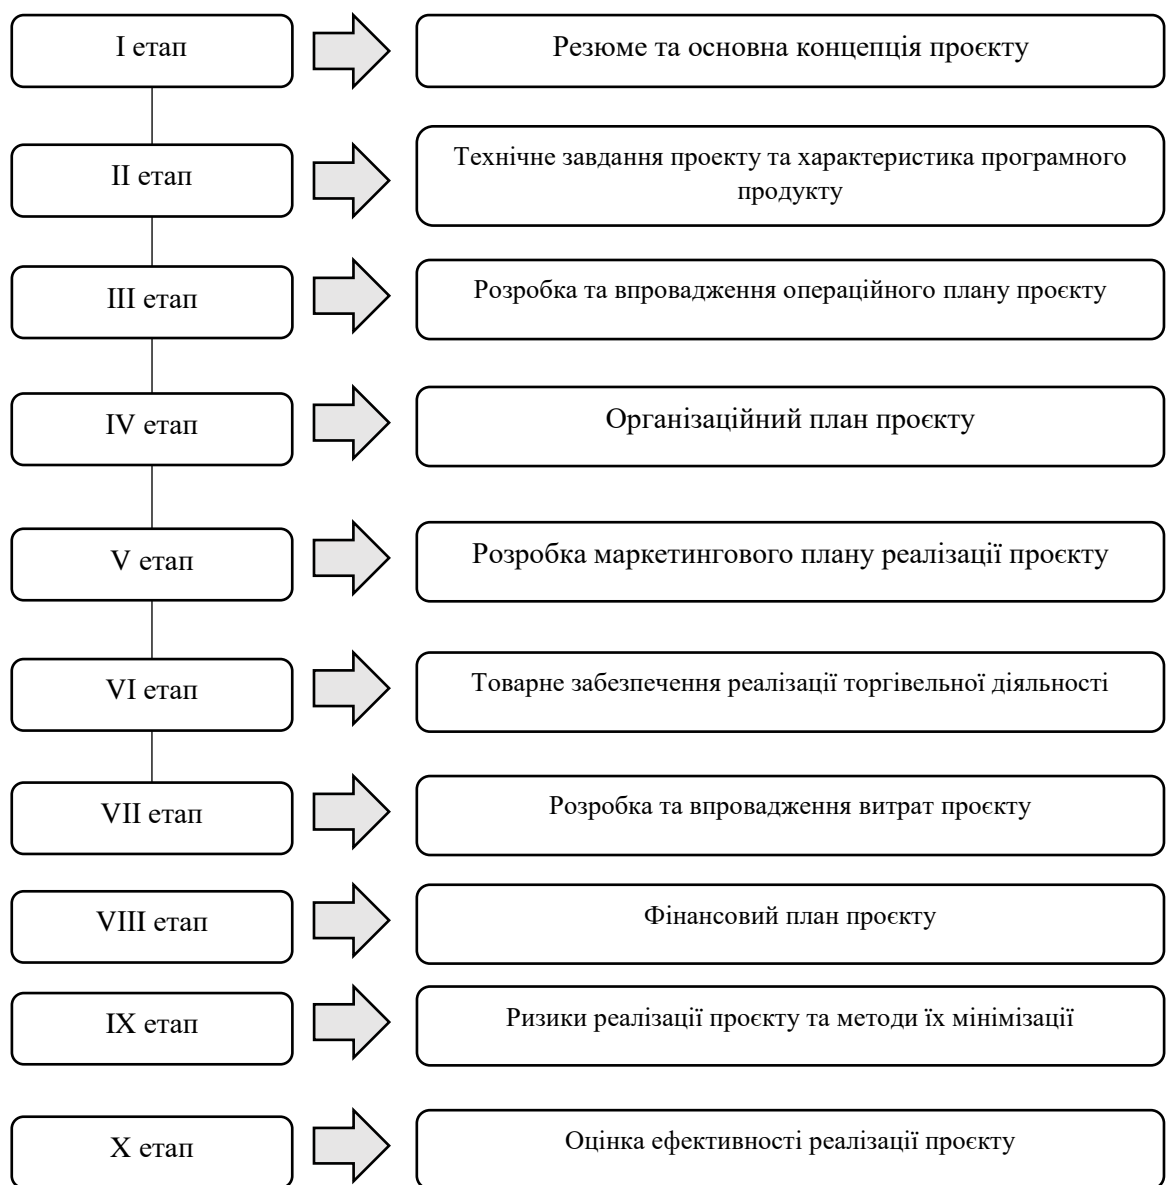 I етап
Резюме та основна концепція проєкту
II етап
Технічне завдання проекту та характеристика програмного
продукту
III етап
Розробка та впровадження операційного плану проєкту
IV етап
Організаційний план проєкту
V етап
Розробка маркетингового плану реалізації проєкту
VI етап
Товарне забезпечення реалізації торгівельної діяльності
VII етап
Розробка та впровадження витрат проєкту
VIII етап
Фінансовий план проєкту
IX етап
Ризики реалізації проєкту та методи їх мінімізації
X етап
Оцінка ефективності реалізації проєкту